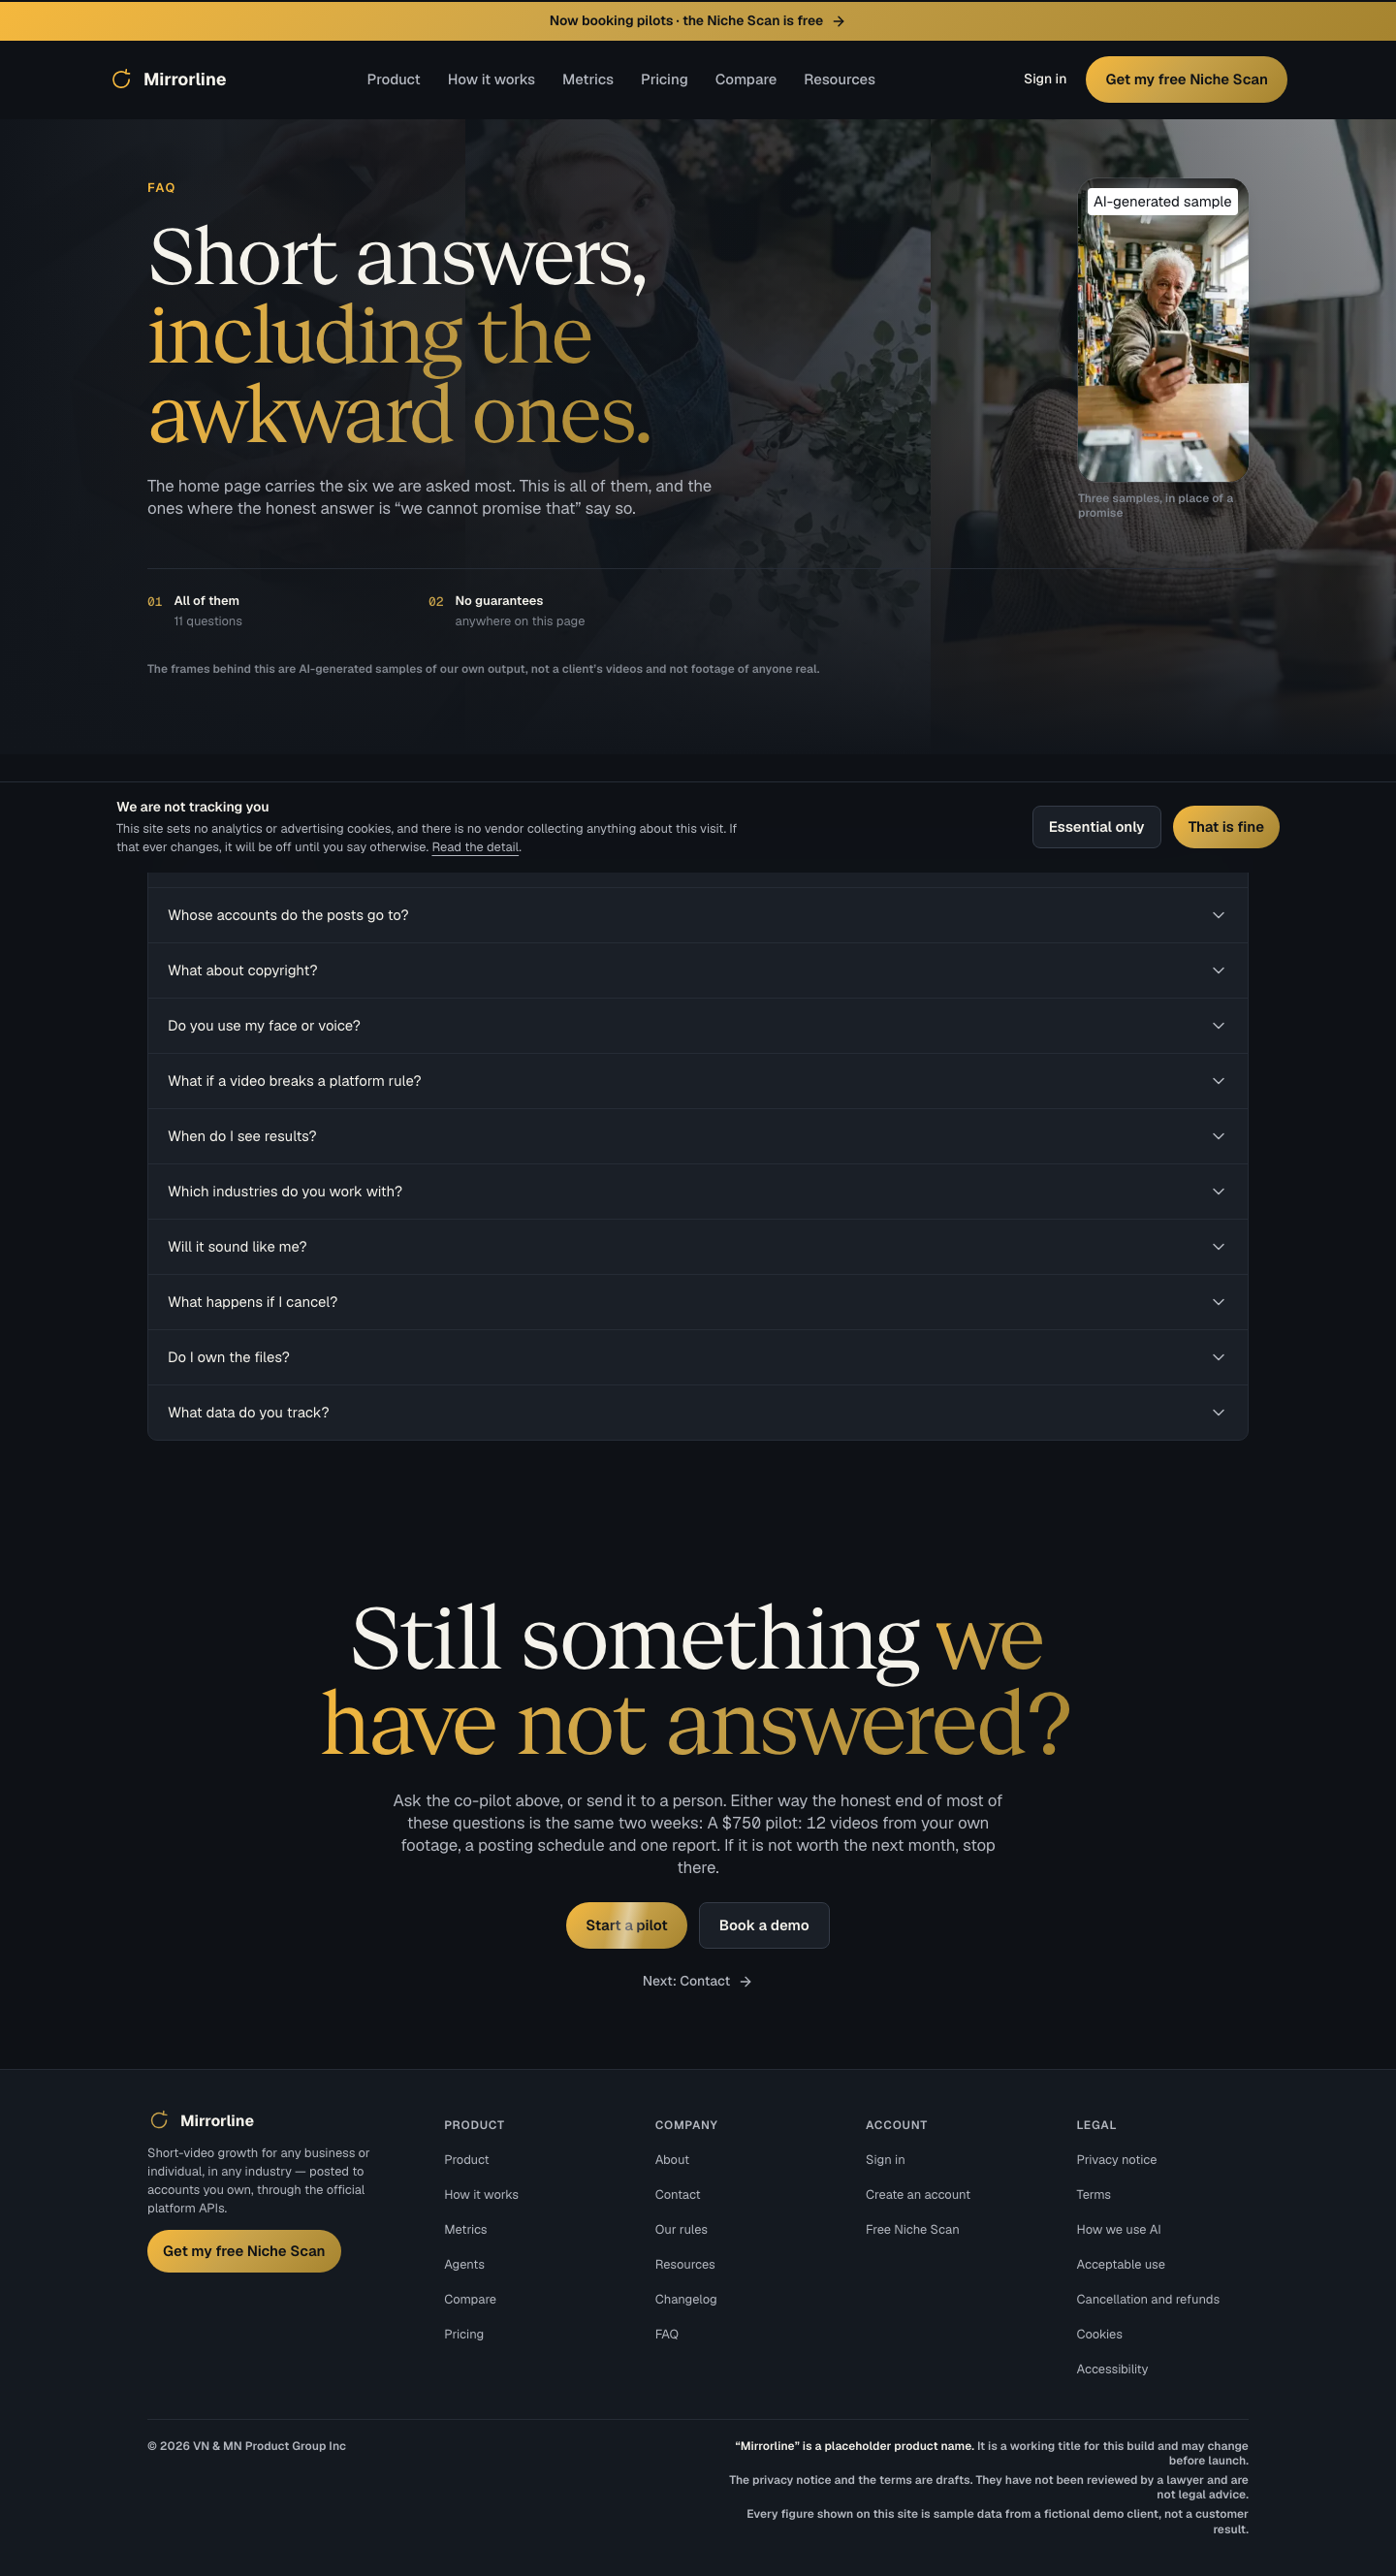 Now booking pilots · the Niche Scan is free
Mirrorline
Product
How it works
Metrics
Pricing
Compare
Resources
Sign in
Get my free Niche Scan
FAQ
Short answers,
including the
awkward ones.
The home page carries the six we are asked most. This is all of them, and the
ones where the honest answer is “we cannot promise that” say so.
AI-generated sample
Three samples, in place of a
promise
01 All of them
11 questions
02 No guarantees
anywhere on this page
The frames behind this are AI-generated samples of our own output, not a client's videos and not footage of anyone real.
We are not tracking you
This site sets no analytics or advertising cookies, and there is no vendor collecting anything about this visit. If
that ever changes, it will be off until you say otherwise. Read the detail.
Essential only
That is fine
Whose accounts do the posts go to?
What about copyright?
Do you use my face or voice?
What if a video breaks a platform rule?
When do I see results?
Which industries do you work with?
Will it sound like me?
What happens if I cancel?
Do I own the files?
What data do you track?
Still something we
have not answered?
Ask the co-pilot above, or send it to a person. Either way the honest end of most of
these questions is the same two weeks: A $750 pilot: 12 videos from your own
footage, a posting schedule and one report. If it is not worth the next month, stop
there.
Start a pilot
Book a demo
Next: Contact
Mirrorline
Short-video growth for any business or
individual, in any industry — posted to
accounts you own, through the official
platform APIs.
Get my free Niche Scan
PRODUCT
Product
How it works
Metrics
Agents
Compare
Pricing
COMPANY
About
Contact
Our rules
Resources
Changelog
FAQ
ACCOUNT
Sign in
Create an account
Free Niche Scan
LEGAL
Privacy notice
Terms
How we use AI
Acceptable use
Cancellation and refunds
Cookies
Accessibility
© 2026 VN & MN Product Group Inc
“Mirrorline” is a placeholder product name. It is a working title for this build and may change
before launch.
The privacy notice and the terms are drafts. They have not been reviewed by a lawyer and are
not legal advice.
Every figure shown on this site is sample data from a fictional demo client, not a customer
result.